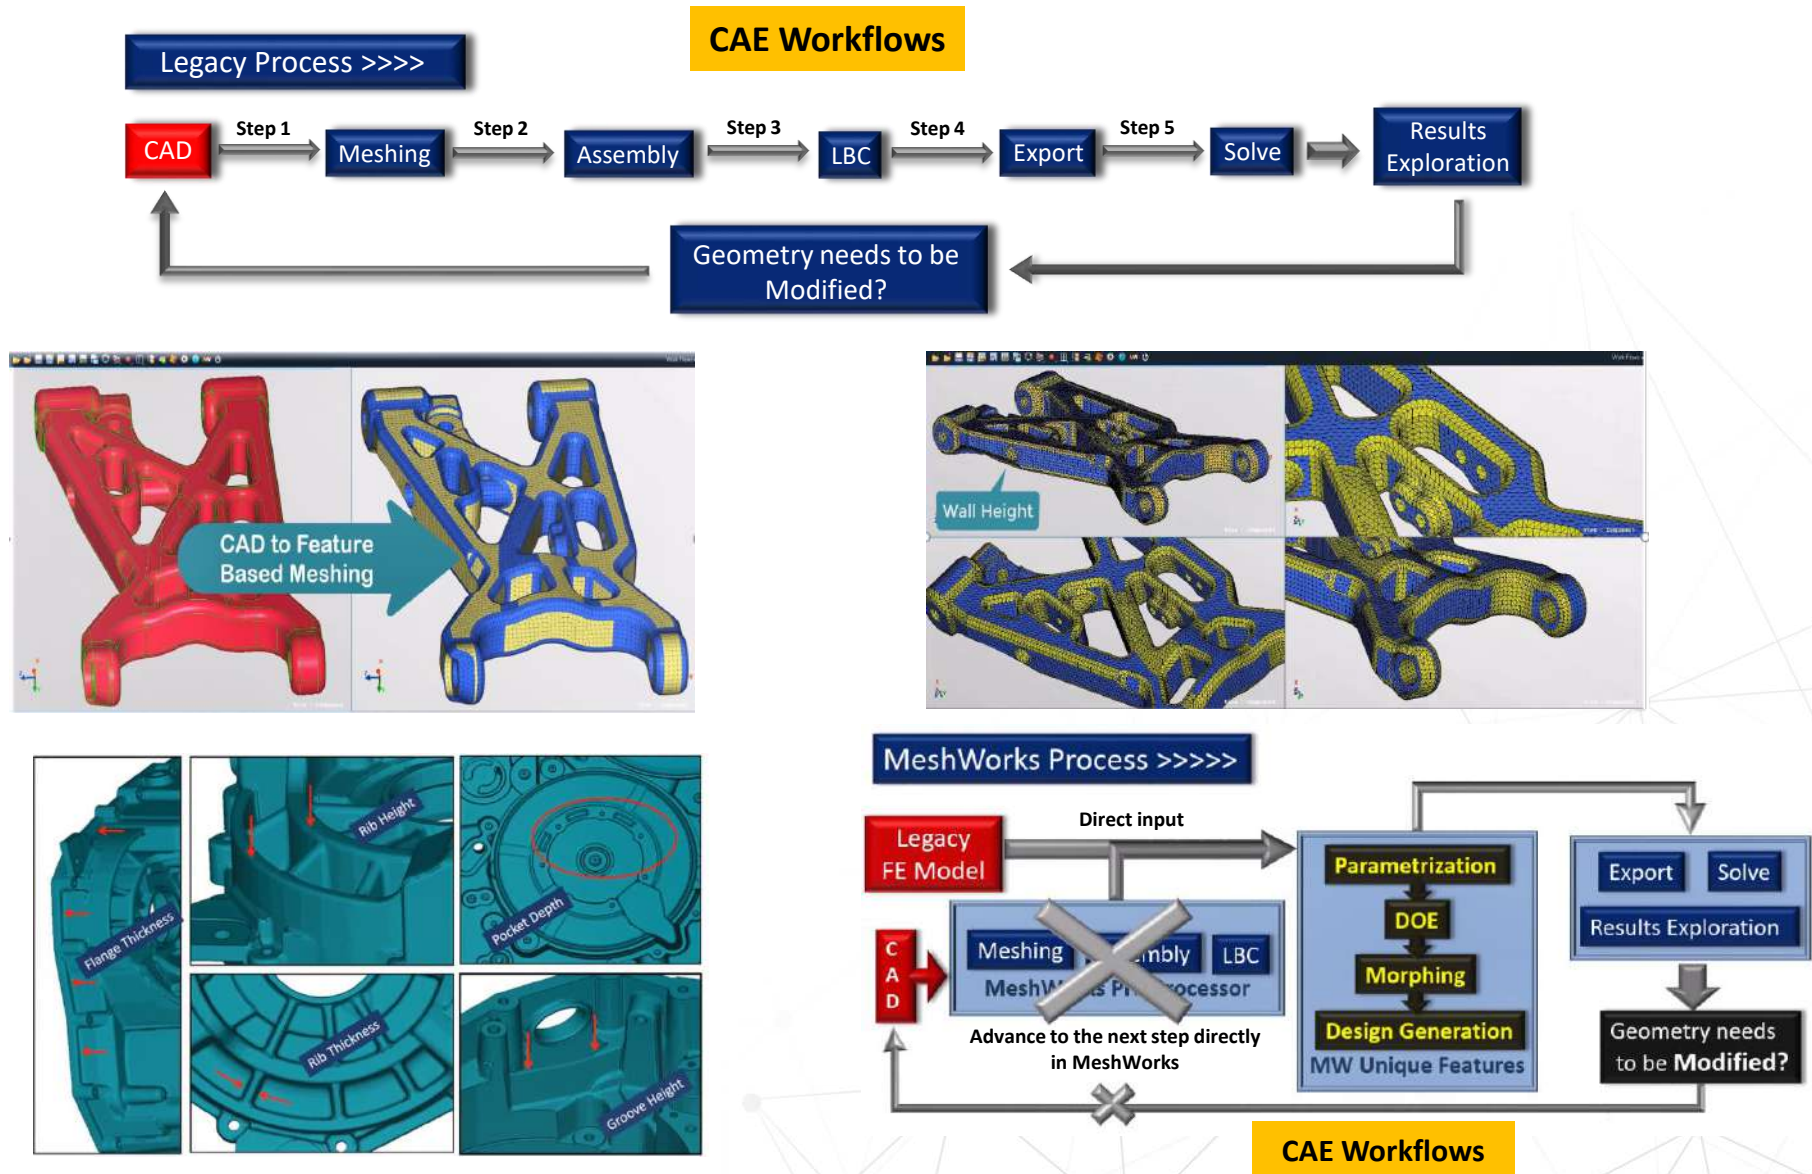 CAE Workflows
Legacy Process >>>>
CAD
Step 1
Meshing
Step 2
Assembly
Step 3
LBC
Step 4
Export
Step 5
Solve
Results
Exploration
Geometry needs to be
Modified?
CAD to Feature
Based Meshing
Wall Height
Flange Thickness
Rib Height
Pocket Depth
Rib Thickness
Groove Height
MeshWorks Process >>>>>
Legacy
FE Model
Direct input
C
A
D
Meshing
mbly
LBC
MeshW
rocessor
Advance to the next step directly
in MeshWorks
Parametrization
DOE
Morphing
Design Generation
MW Unique Features
Export
Solve
Results Exploration
Geometry needs
to be Modified?
CAE Workflows